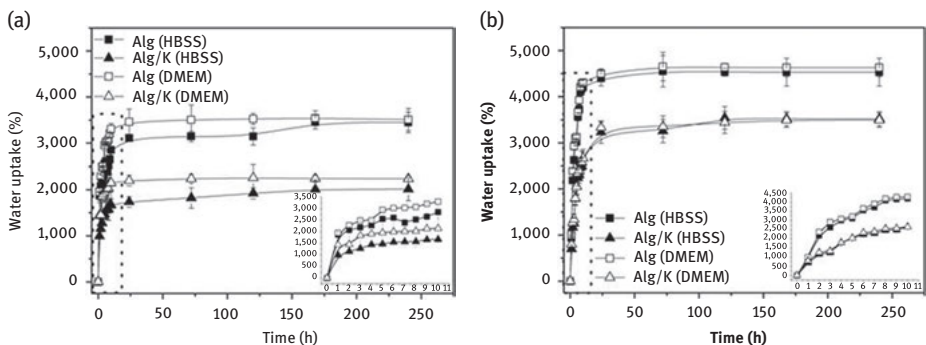 (a)
Water uptake (%)
5,000
4,000
3,000
2,000
1,000
0
Alg (HBSS)
Alg/K (HBSS)
Alg (DMEM)
Alg/K (DMEM)
3,500
3,000
2,500
2,000
1,500
1,000
500
0
0 1 2 3 4 5 6 7 8 9 10 11
0 50 100 150 200 250
Time (h)
(b)
Water uptake (%)
5,000
4,000
3,000
2,000
1,000
0
Alg (HBSS)
Alg/K (HBSS)
Alg (DMEM)
Alg/K (DMEM)
4,500
4,000
3,500
3,000
2,500
2,000
1,500
1,000
500
0
0 1 2 3 4 5 6 7 8 9 10 11
0 50 100 150 200 250
Time (h)